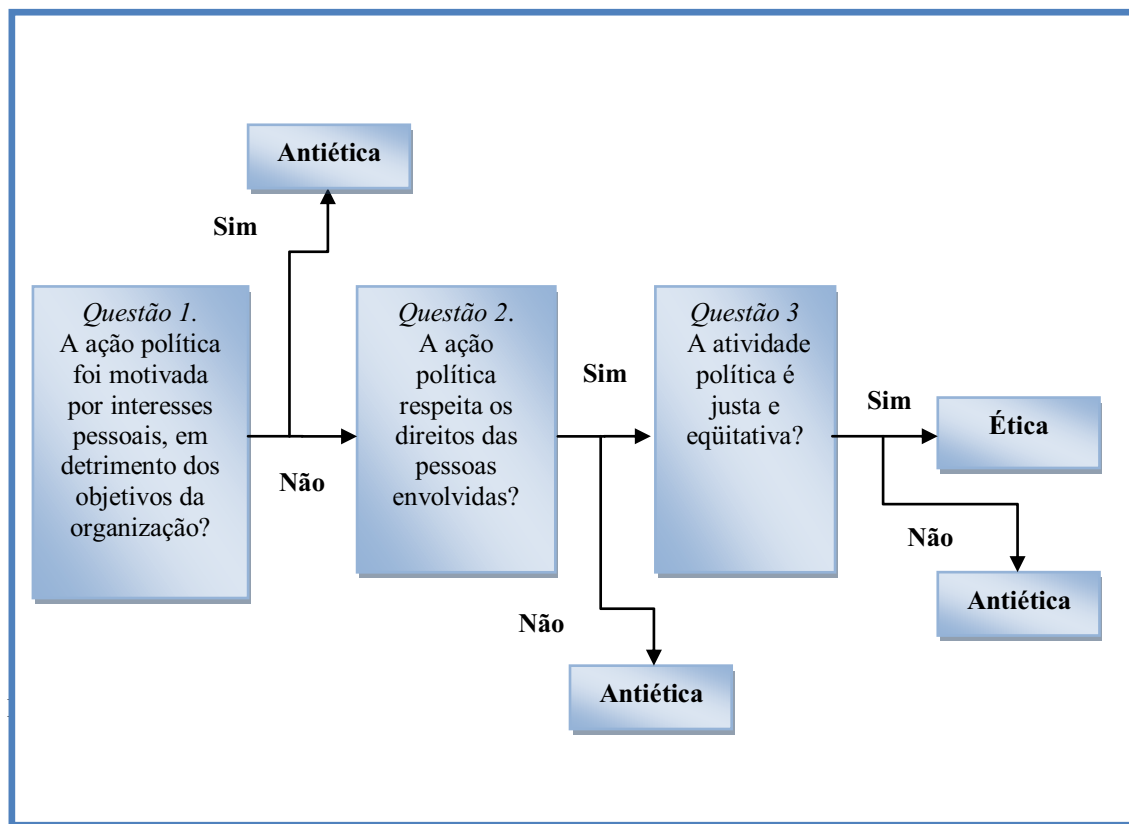 Antiética
Sim
Questão 1.
A ação política
foi motivada
por interesses
pessoais, em
detrimento dos
objetivos da
organização?
Não
Questão 2.
A ação
política
respeita os
direitos das
pessoas
envolvidas?
Sim
Não
Antiética
Questão 3
A atividade
política é
justa e
eqüitativa?
Sim
Ética
Não
Antiética